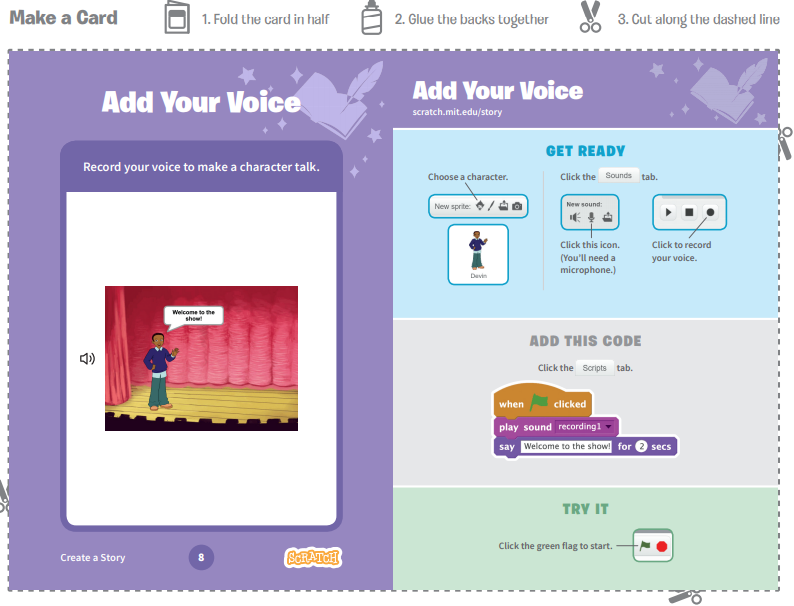 Make a Card
1. Fold the card in half
2. Glue the backs together
3. Cut along the dashed line
Add Your Voice
Record your voice to make a character talk.
Welcome to the
show!
Create a Story
8
SCRATCH
Add Your Voice
scratch.mit.edu/story
GET READY
Choose a character.
New sprite:
Devin
Click the Sounds tab.
New sound:
Click this icon.
(You'll need a
microphone.)
Click to record
your voice.
ADD THIS CODE
Click the Scripts tab.
when clicked
play sound recording1
say Welcome to the show! for 2 secs
TRY IT
Click the green flag to start.